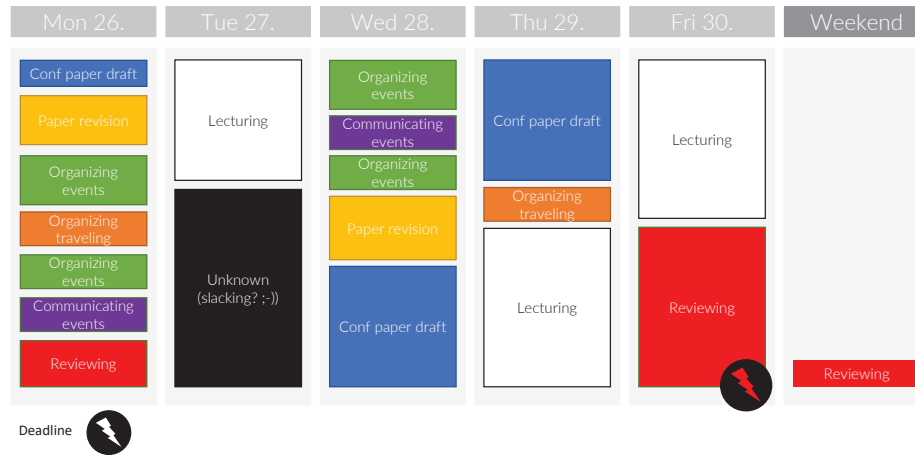 Mon 26.
Tue 27.
Wed 28.
Thu 29.
Fri 30.
Weekend
Conf paper draft
Paper revision
Organizing
events
Organizing
traveling
Organizing
events
Communicating
events
Reviewing
Lecturing
Unknown
(slacking? ;-))
Organizing
events
Communicating
events
Organizing
events
Paper revision
Conf paper draft
Conf paper draft
Organizing
traveling
Lecturing
Lecturing
Reviewing
Reviewing
Deadline